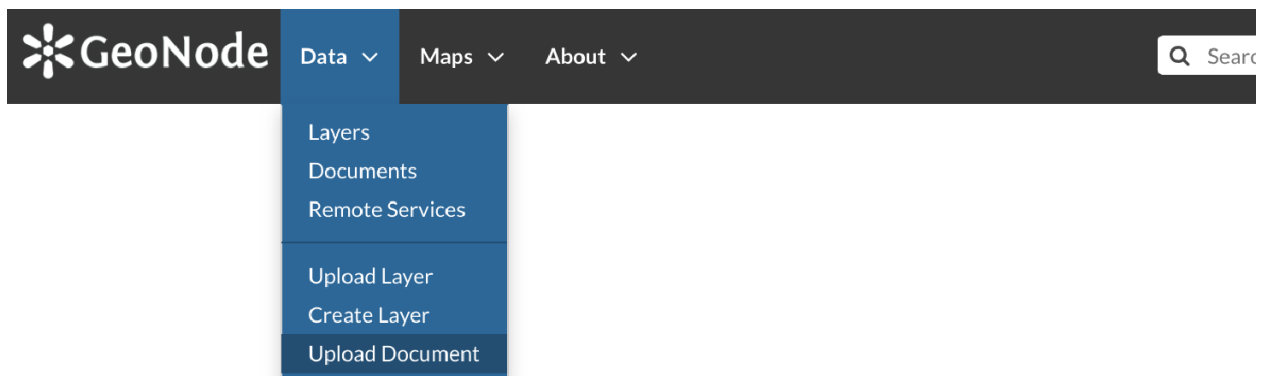 GeoNode Data Maps About
Layers
Documents
Remote Services
Upload Layer
Create Layer
Upload Document